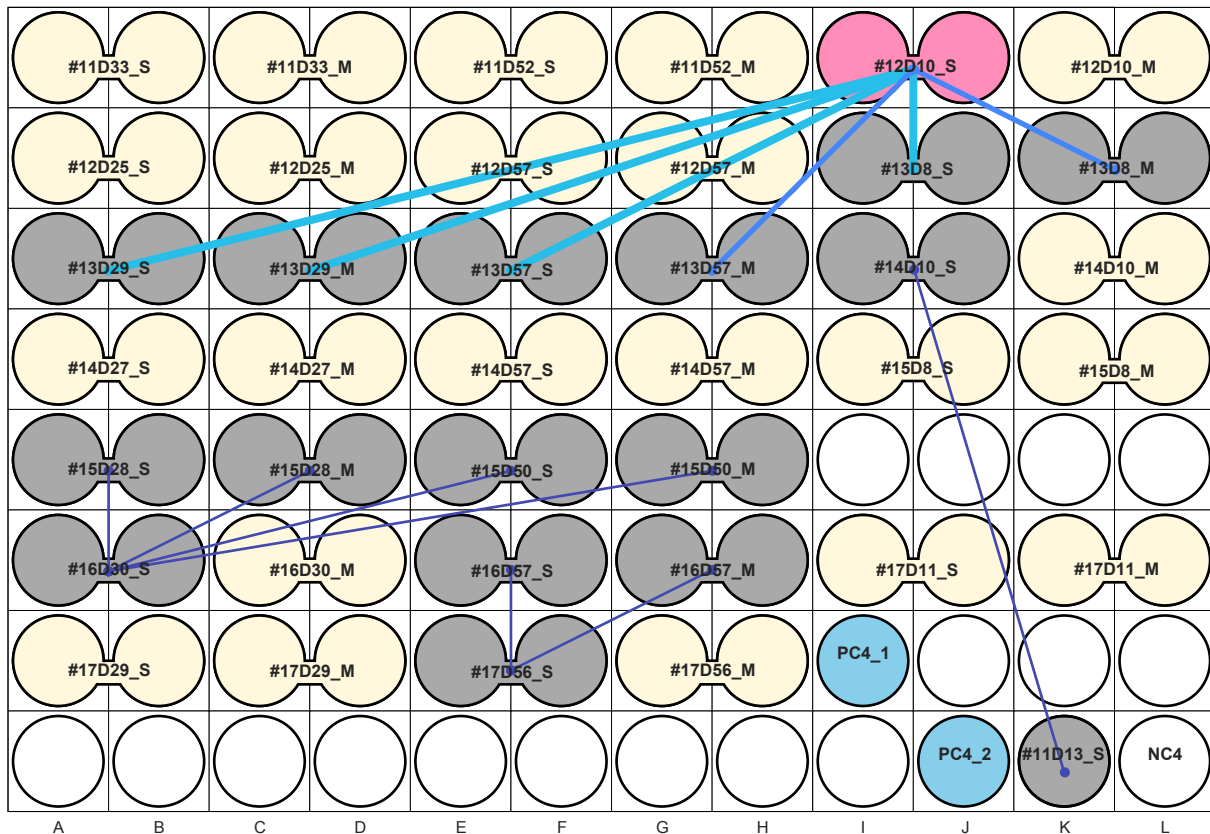 #11D33_S #11D33_M #11D52_S #11D52_M #12D10_S #12D10_M
#12D25_S #12D25_M #12D57_S #12D57_M #13D8_S #13D8_M
#13D29_S #13D29_M #13D57_S #13D57_M #14D10_S #14D10_M
#14D27_S #14D27_M #14D57_S #14D57_M #15D8_S #15D8_M
#15D28_S #15D28_M #15D50_S #15D50_M
#16D30_S #16D30_M #16D57_S #16D57_M #17D11_S #17D11_M
#17D29_S #17D29_M #17D56_S #17D56_M PC4_1
PC4_2 #11D13_S NC4
A B C D E F G H I J K L